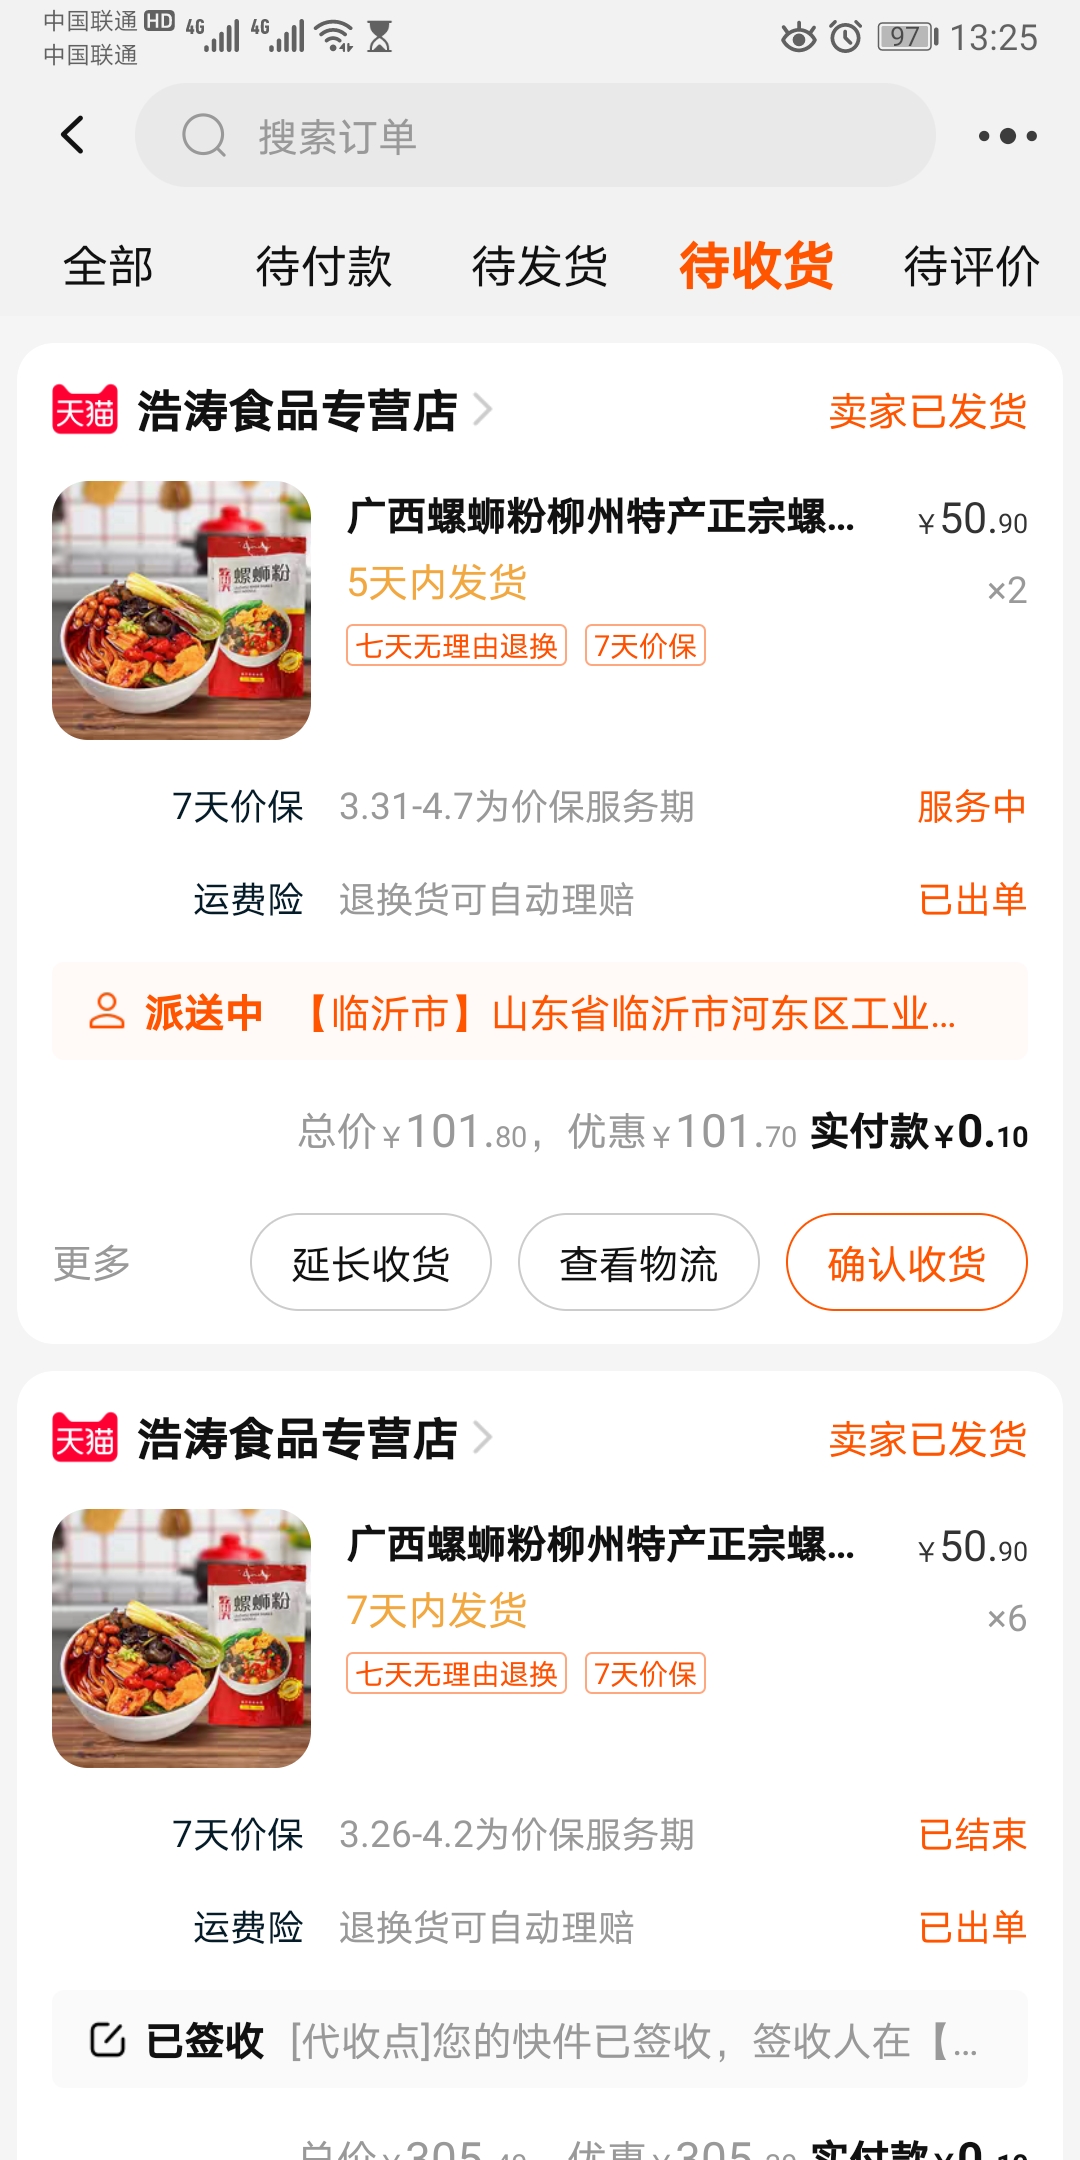 中国联通 HD 4G 4G 97 13:25
中国联通
搜索订单
全部 待付款 待发货 待收货 待评价
天猫 浩涛食品专营店 卖家已发货
广西螺蛳粉柳州特产正宗螺... ¥50.90
5天内发货 ×2
七天无理由退换 7天价保
螺蛳粉
7天价保 3.31-4.7为价保服务期 服务中
运费险 退换货可自动理赔 已出单
派送中 【临沂市】山东省临沂市河东区工业...
总价¥101.80，优惠¥101.70 实付款¥0.10
更多 延长收货 查看物流 确认收货
天猫 浩涛食品专营店 卖家已发货
广西螺蛳粉柳州特产正宗螺... ¥50.90
7天内发货 ×6
七天无理由退换 7天价保
螺蛳粉
7天价保 3.26-4.2为价保服务期 已结束
运费险 退换货可自动理赔 已出单
已签收 [代收点]您的快件已签收，签收人在【...
总价¥305 优惠¥305 实付款¥0.10